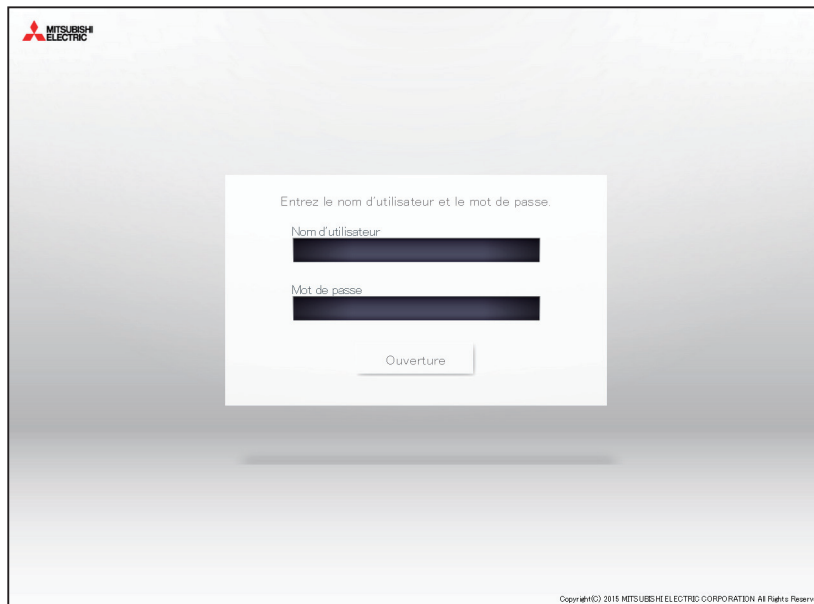 MITSUBISHI
ELECTRIC
Entrez le nom d'utilisateur et le mot de passe.
Nom d'utilisateur
Mot de passe
Ouverture
Copyright(C) 2015 MITSUBISHI ELECTRIC CORPORATION All Rights Reserv